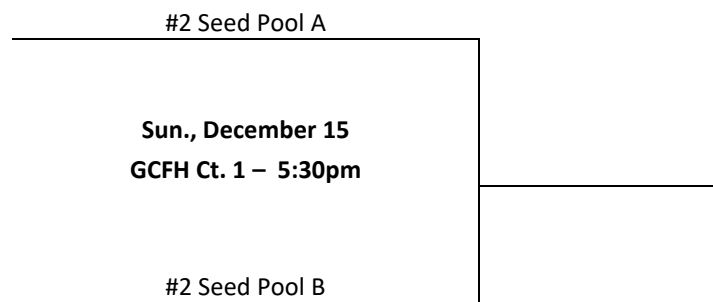 #2 Seed Pool A
Sun., December 15
GCFH Ct. 1 – 5:30pm
#2 Seed Pool B